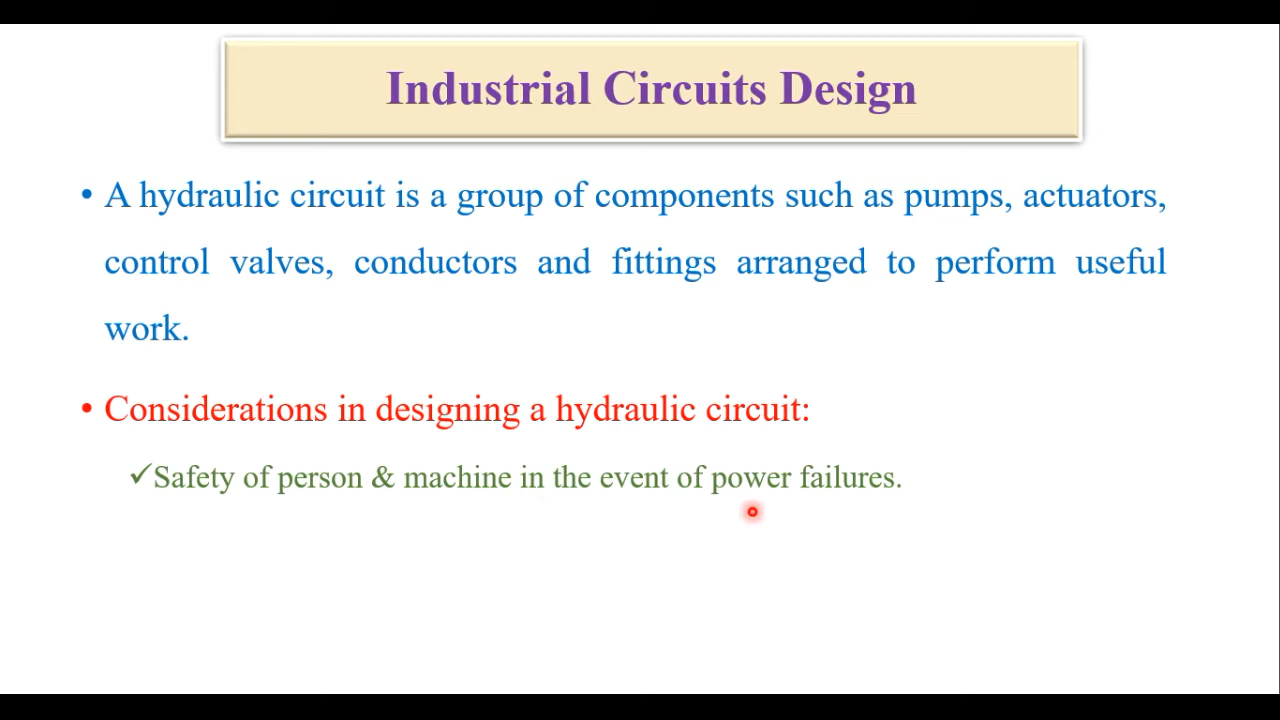 Industrial Circuits Design
• A hydraulic circuit is a group of components such as pumps, actuators,
control valves, conductors and fittings arranged to perform useful
work.
• Considerations in designing a hydraulic circuit:
✓Safety of person & machine in the event of power failures.